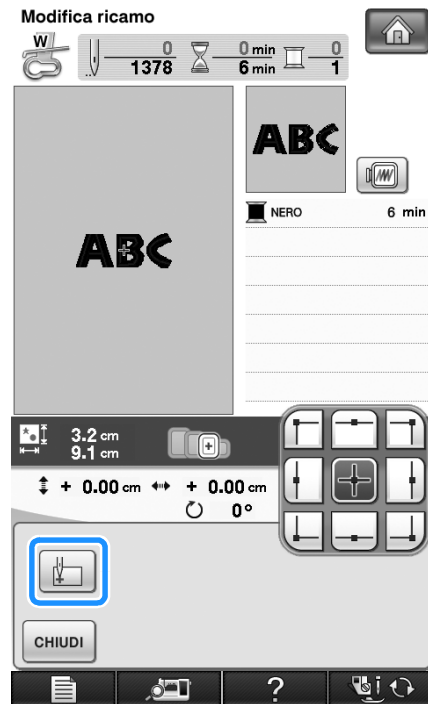 Modifica ricamo
W
0 0 min 0
1378 6 min 1
ABC
NERO 6 min
ABC
3.2 cm
9.1 cm
+ 0.00 cm + 0.00 cm
0°
CHIUDI
?